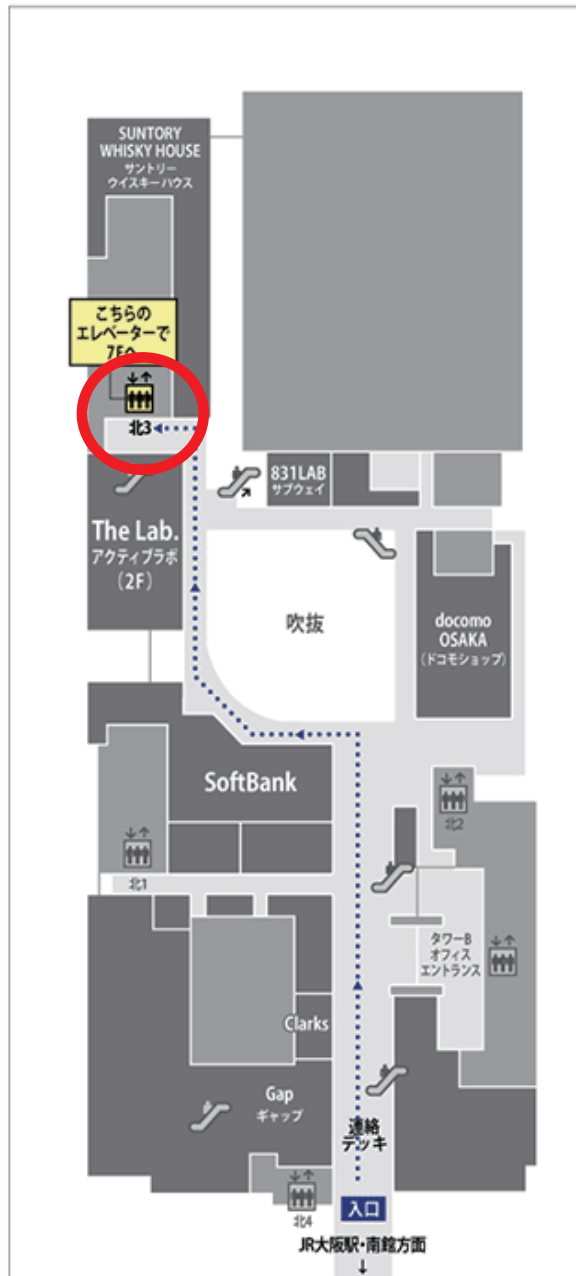 SUNTORY
WHISKY HOUSE
サントリー
ウイスキーハウス
こちらの
エレベーターで
7Fへ
北3
831LAB
サブウェイ
The Lab.
アクティブラボ
(2F)
吹抜
docomo
OSAKA
(ドコモショップ)
SoftBank
北2
北1
タワーB
オフィス
エントランス
Clarks
Gap
ギャップ
連絡
デッキ
北4
入口
JR大阪駅・南館方面
↓